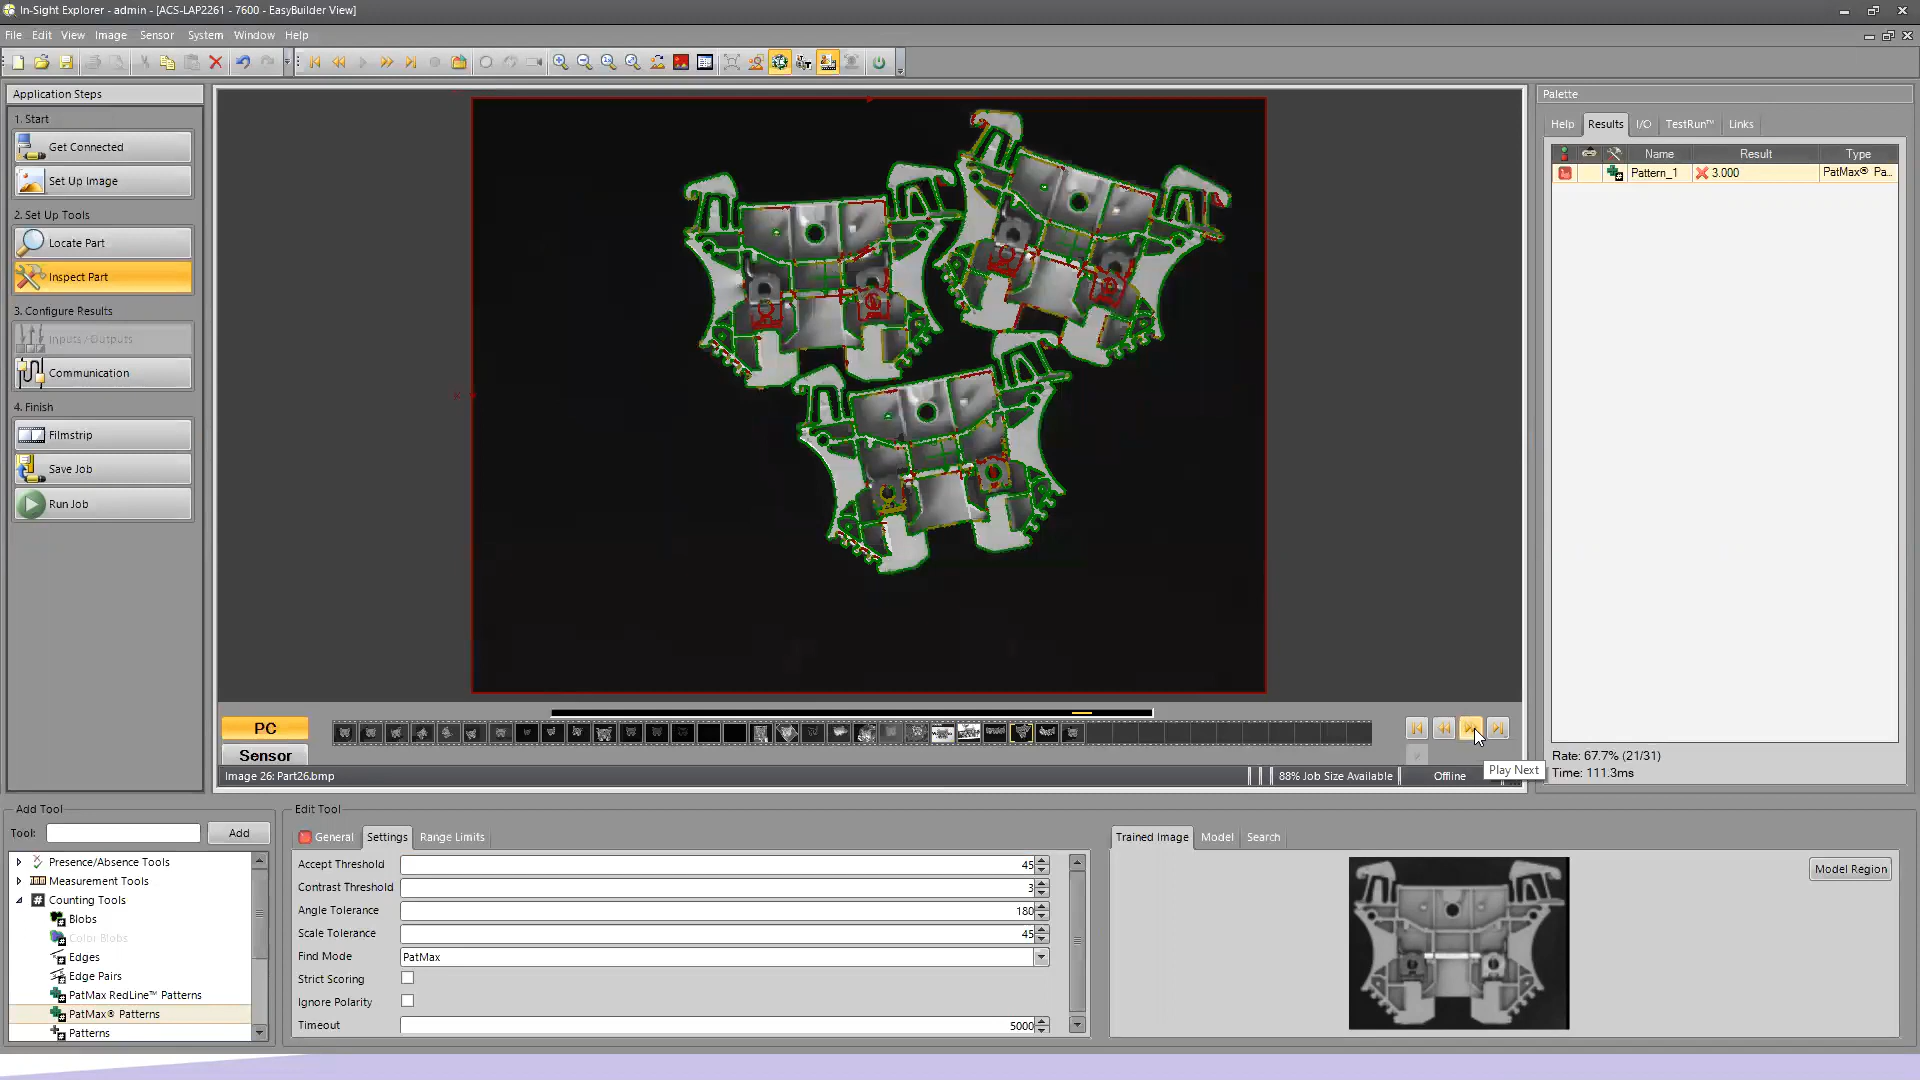 In-Sight Explorer - admin - [ACS-LAP2261 - 7600 - EasyBuilder View]
File Edit View Image Sensor System Window Help
Application Steps
1. Start
Get Connected
Set Up Image
2. Set Up Tools
Locate Part
Inspect Part
3. Configure Results
Inputs / Outputs
Communication
4. Finish
Filmstrip
Save Job
Run Job
PC
Sensor
Image 26: Part26.bmp
88% Job Size Available
Offline
Play Next
Palette
Help Results I/O TestRun™ Links
Name Result Type
Pattern_1 3.000 PatMax® Pa...
Rate: 67.7% (21/31)
Time: 111.3ms
Add Tool
Tool: Add
Presence/Absence Tools
Measurement Tools
Counting Tools
Blobs
Color Blobs
Edges
Edge Pairs
PatMax RedLine™ Patterns
PatMax® Patterns
Patterns
Edit Tool
General Settings Range Limits
Accept Threshold 45
Contrast Threshold 3
Angle Tolerance 180
Scale Tolerance 45
Find Mode PatMax
Strict Scoring
Ignore Polarity
Timeout 5000
Trained Image Model Search
Model Region